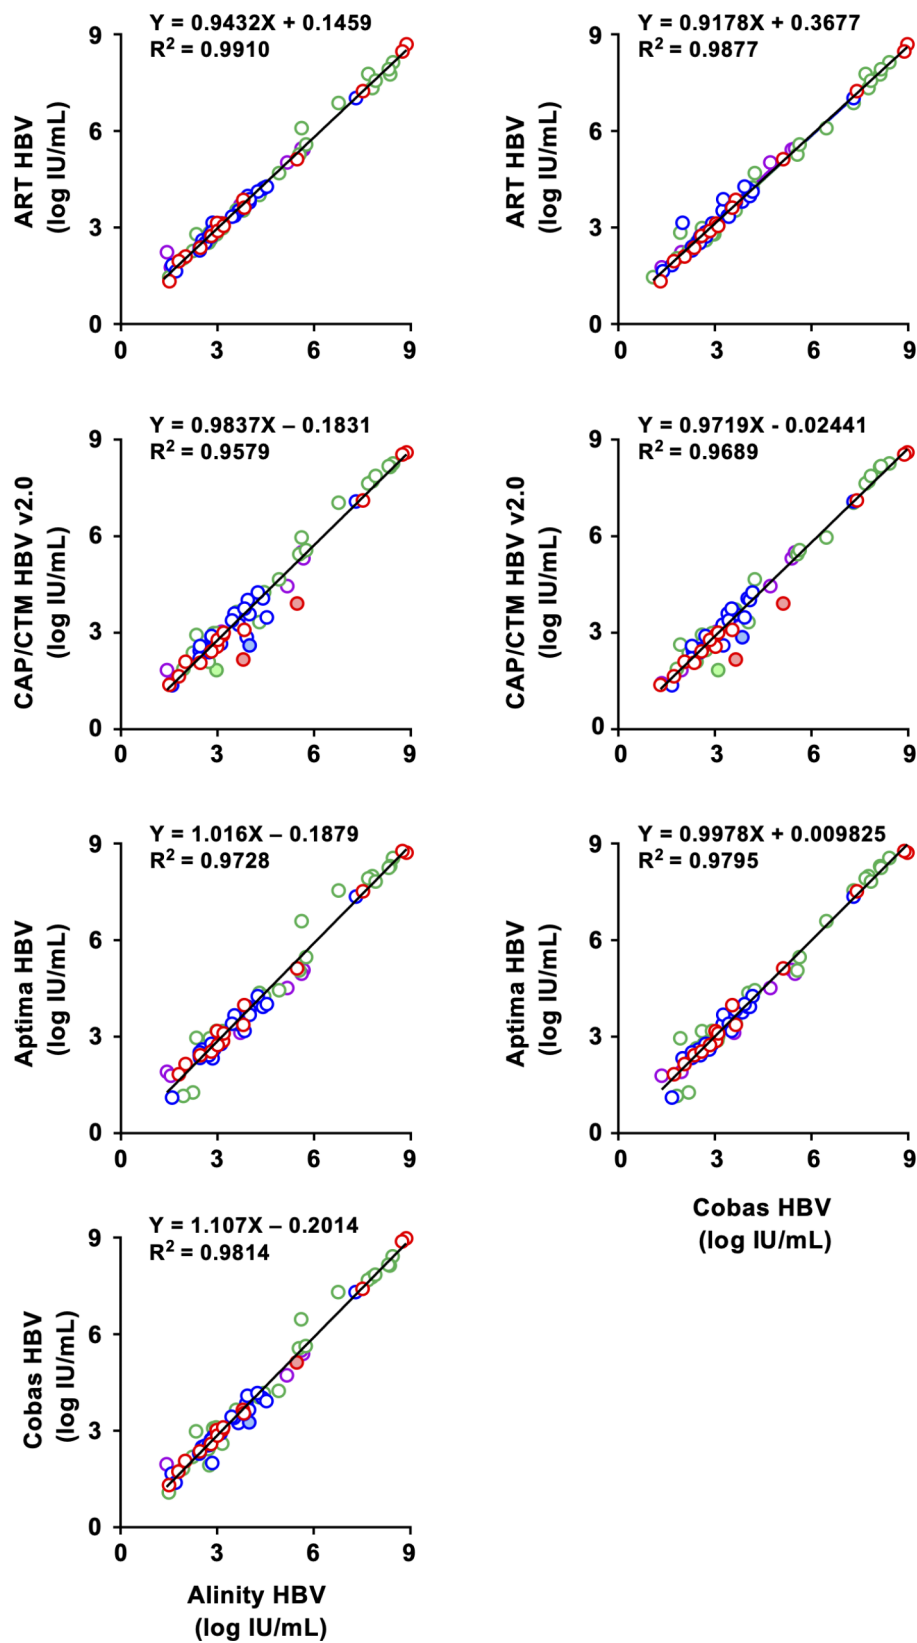 Y = 0.9432X + 0.1459
R² = 0.9910
ART HBV
(log IU/mL)
9
6
3
0
0 3 6 9
Y = 0.9178X + 0.3677
R² = 0.9877
ART HBV
(log IU/mL)
9
6
3
0
0 3 6 9
Y = 0.9837X – 0.1831
R² = 0.9579
CAP/CTM HBV v2.0
(log IU/mL)
9
6
3
0
0 3 6 9
Y = 0.9719X - 0.02441
R² = 0.9689
CAP/CTM HBV v2.0
(log IU/mL)
9
6
3
0
0 3 6 9
Y = 1.016X – 0.1879
R² = 0.9728
Aptima HBV
(log IU/mL)
9
6
3
0
0 3 6 9
Y = 0.9978X + 0.009825
R² = 0.9795
Aptima HBV
(log IU/mL)
9
6
3
0
0 3 6 9
Cobas HBV
(log IU/mL)
Y = 1.107X – 0.2014
R² = 0.9814
Cobas HBV
(log IU/mL)
9
6
3
0
0 3 6 9
Alinity HBV
(log IU/mL)